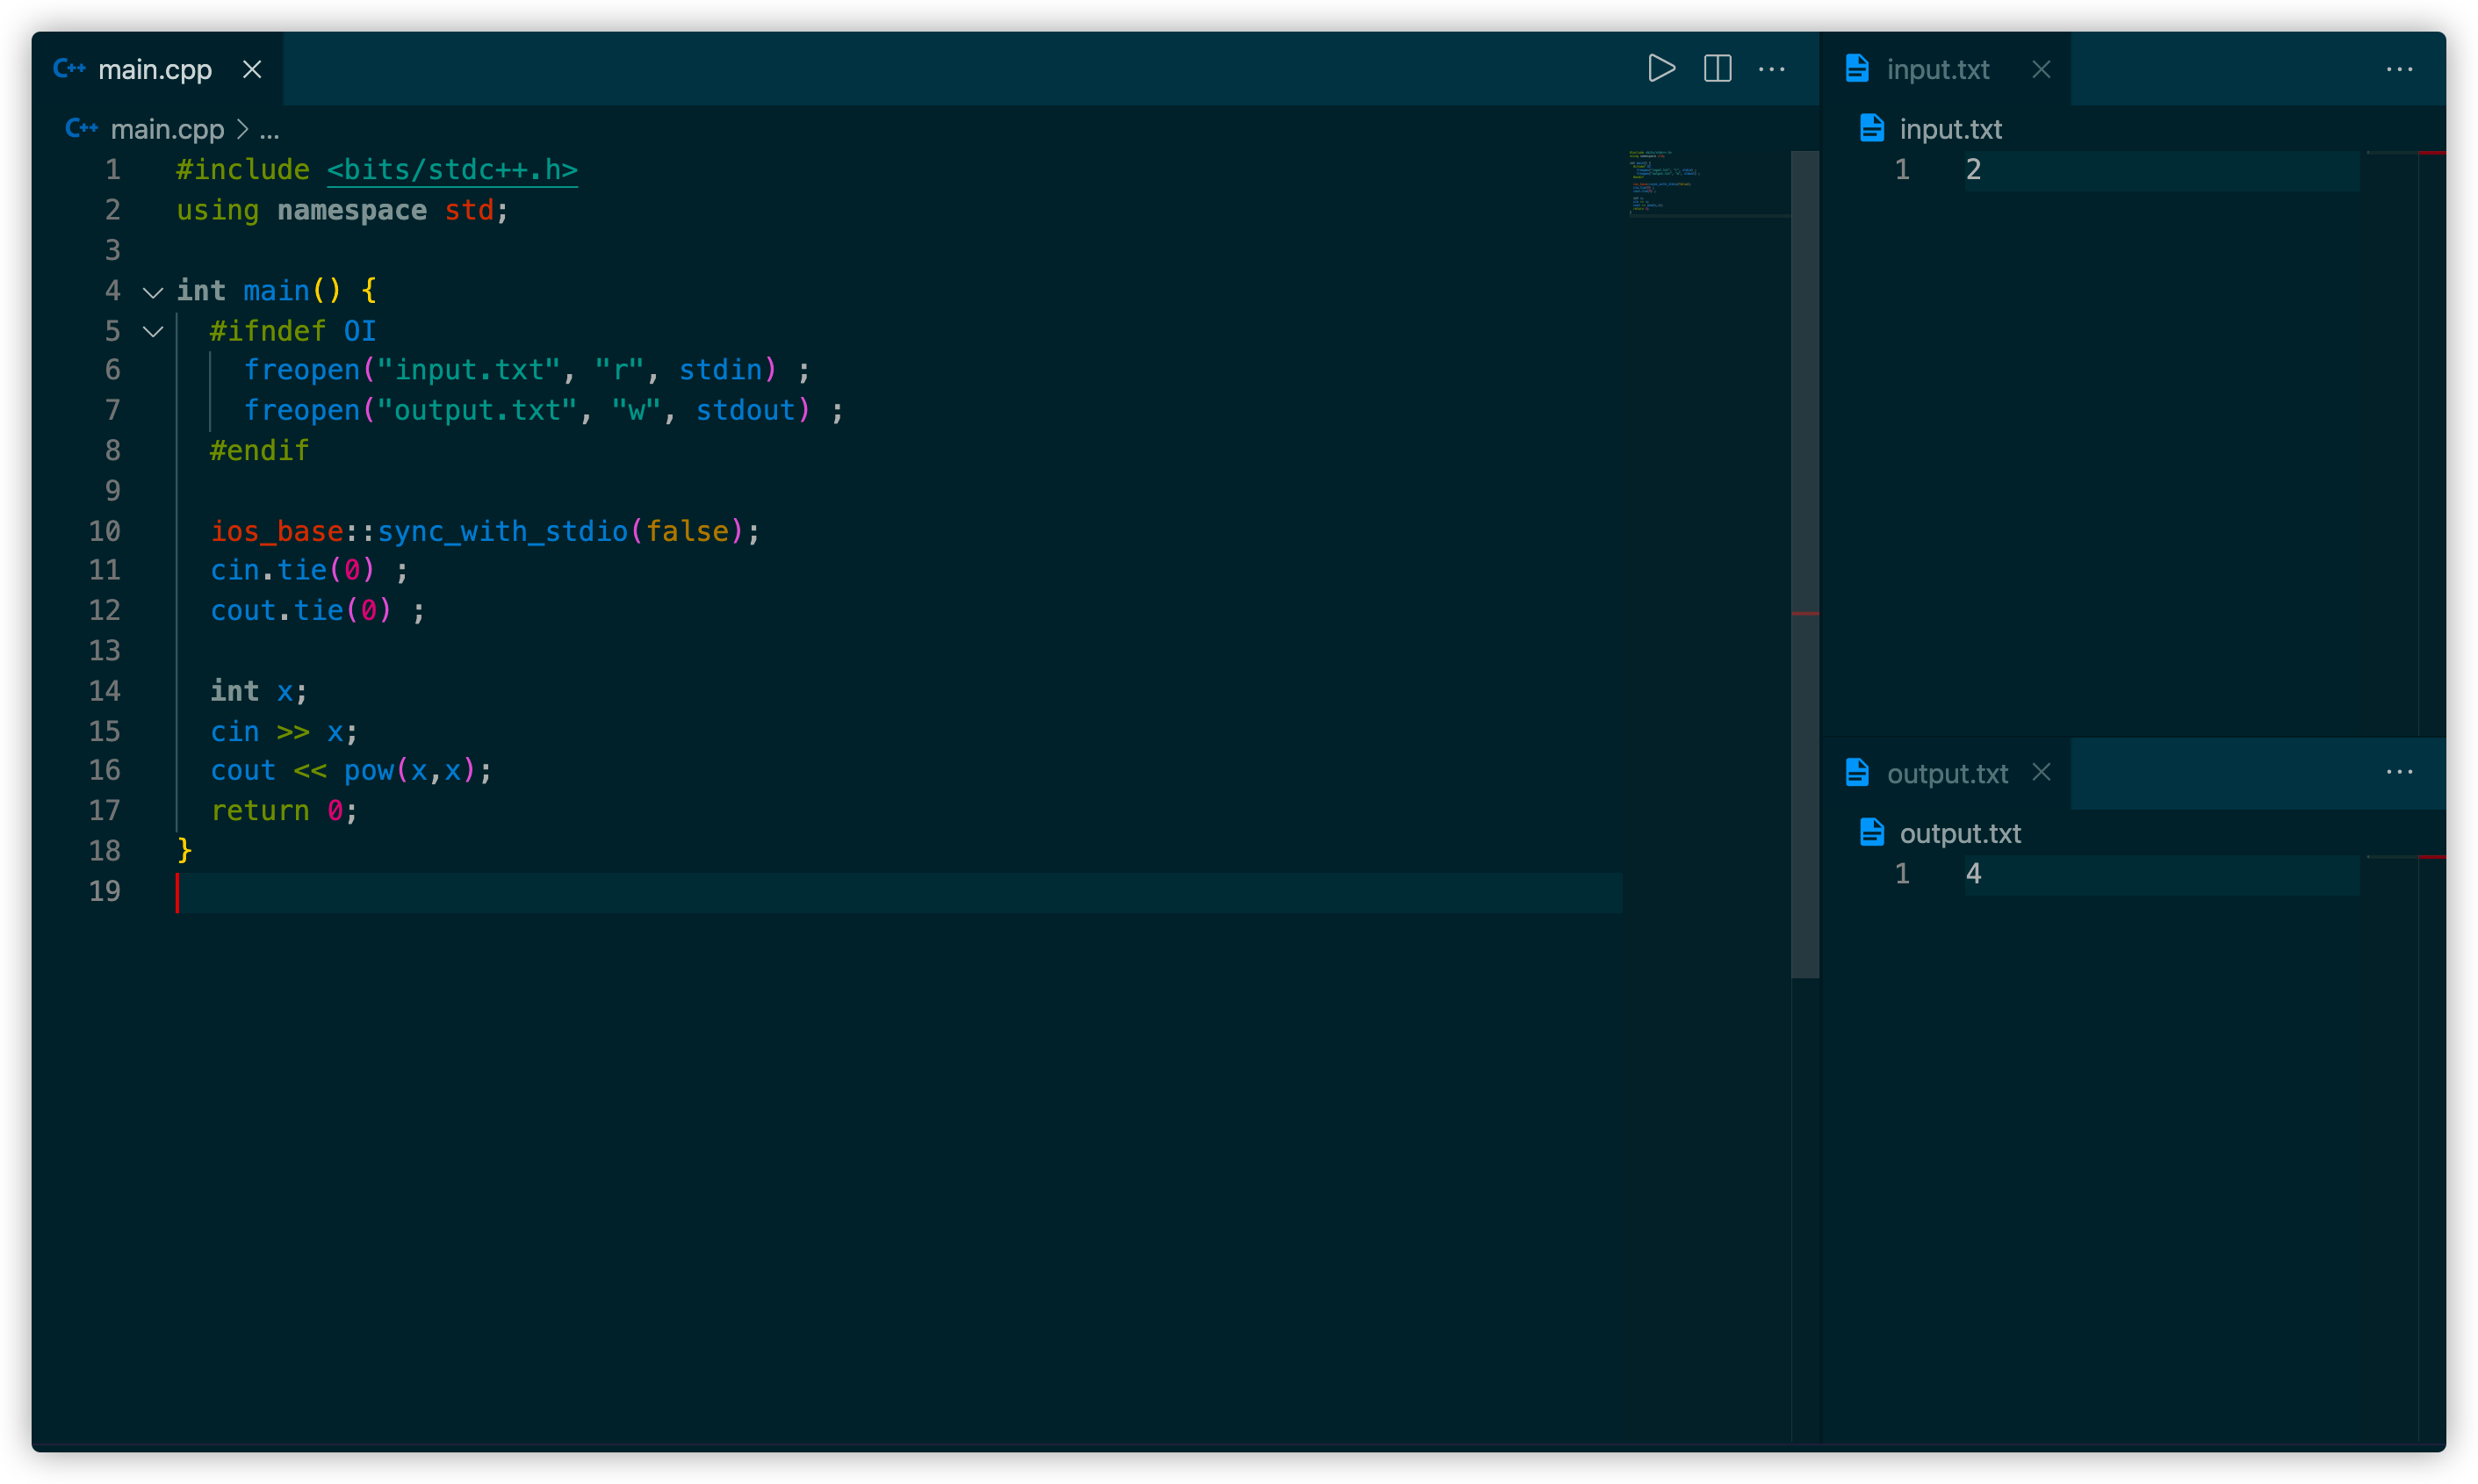 C++ main.cpp
C++ main.cpp > ...
1 #include <bits/stdc++.h>
2 using namespace std;
3
4 int main() {
5 #ifndef OI
6 freopen("input.txt", "r", stdin) ;
7 freopen("output.txt", "w", stdout) ;
8 #endif
9
10 ios_base::sync_with_stdio(false);
11 cin.tie(0) ;
12 cout.tie(0) ;
13
14 int x;
15 cin >> x;
16 cout << pow(x,x);
17 return 0;
18 }
19
input.txt
input.txt
1 2
output.txt
output.txt
1 4